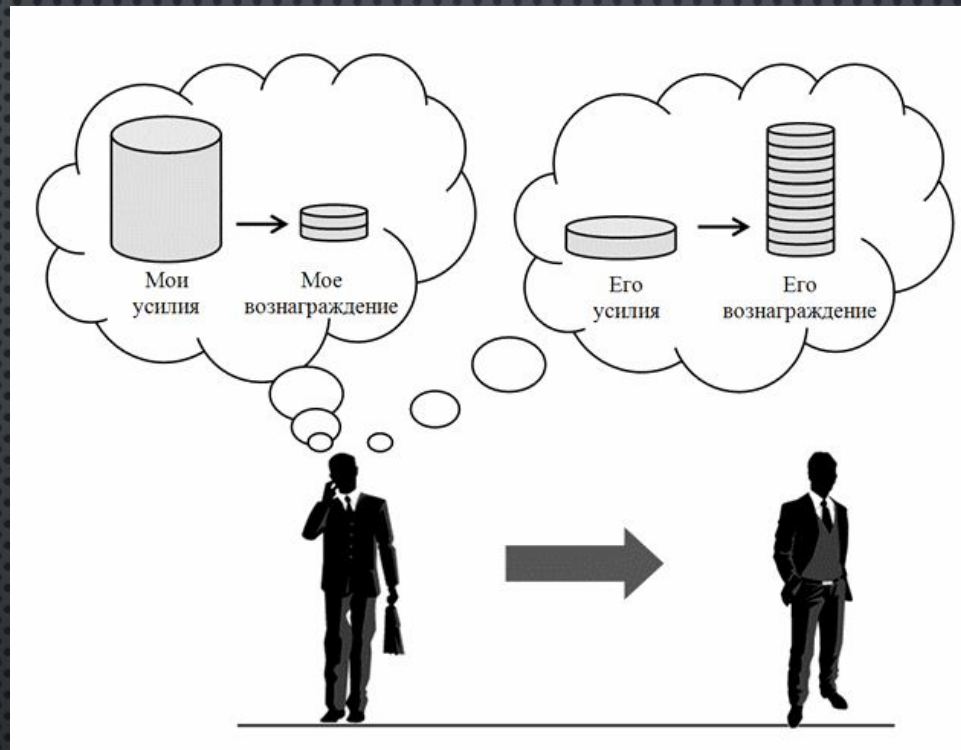 Мои
усилия
Мое
вознаграждение
Его
усилия
Его
вознаграждение